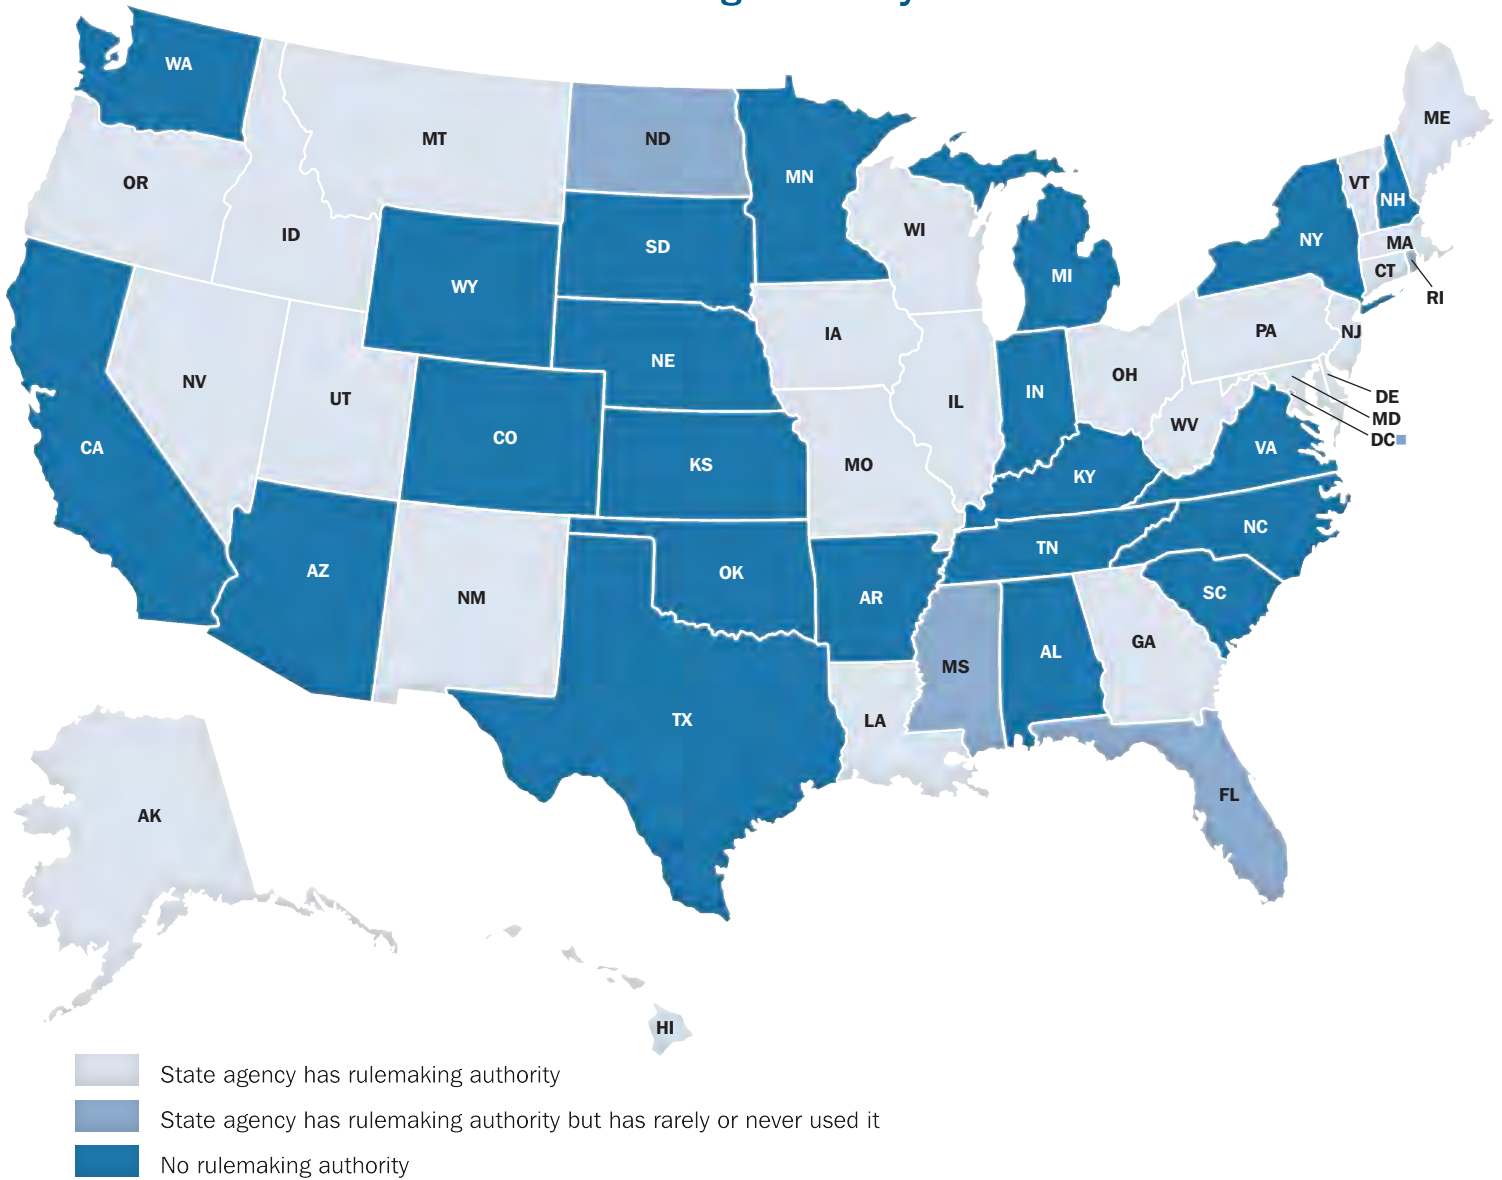 WA
MT
ND
ME
OR
MN
VT
NH
ID
WI
NY
MA
SD
CT
WY
MI
RI
IA
PA
NJ
NE
NV
OH
UT
IN
DE
IL
MD
WV
CO
DC
CA
VA
KS
MO
KY
NC
TN
AZ
OK
NM
AR
SC
GA
AL
MS
TX
LA
FL
AK
HI
State agency has rulemaking authority
State agency has rulemaking authority but has rarely or never used it
No rulemaking authority